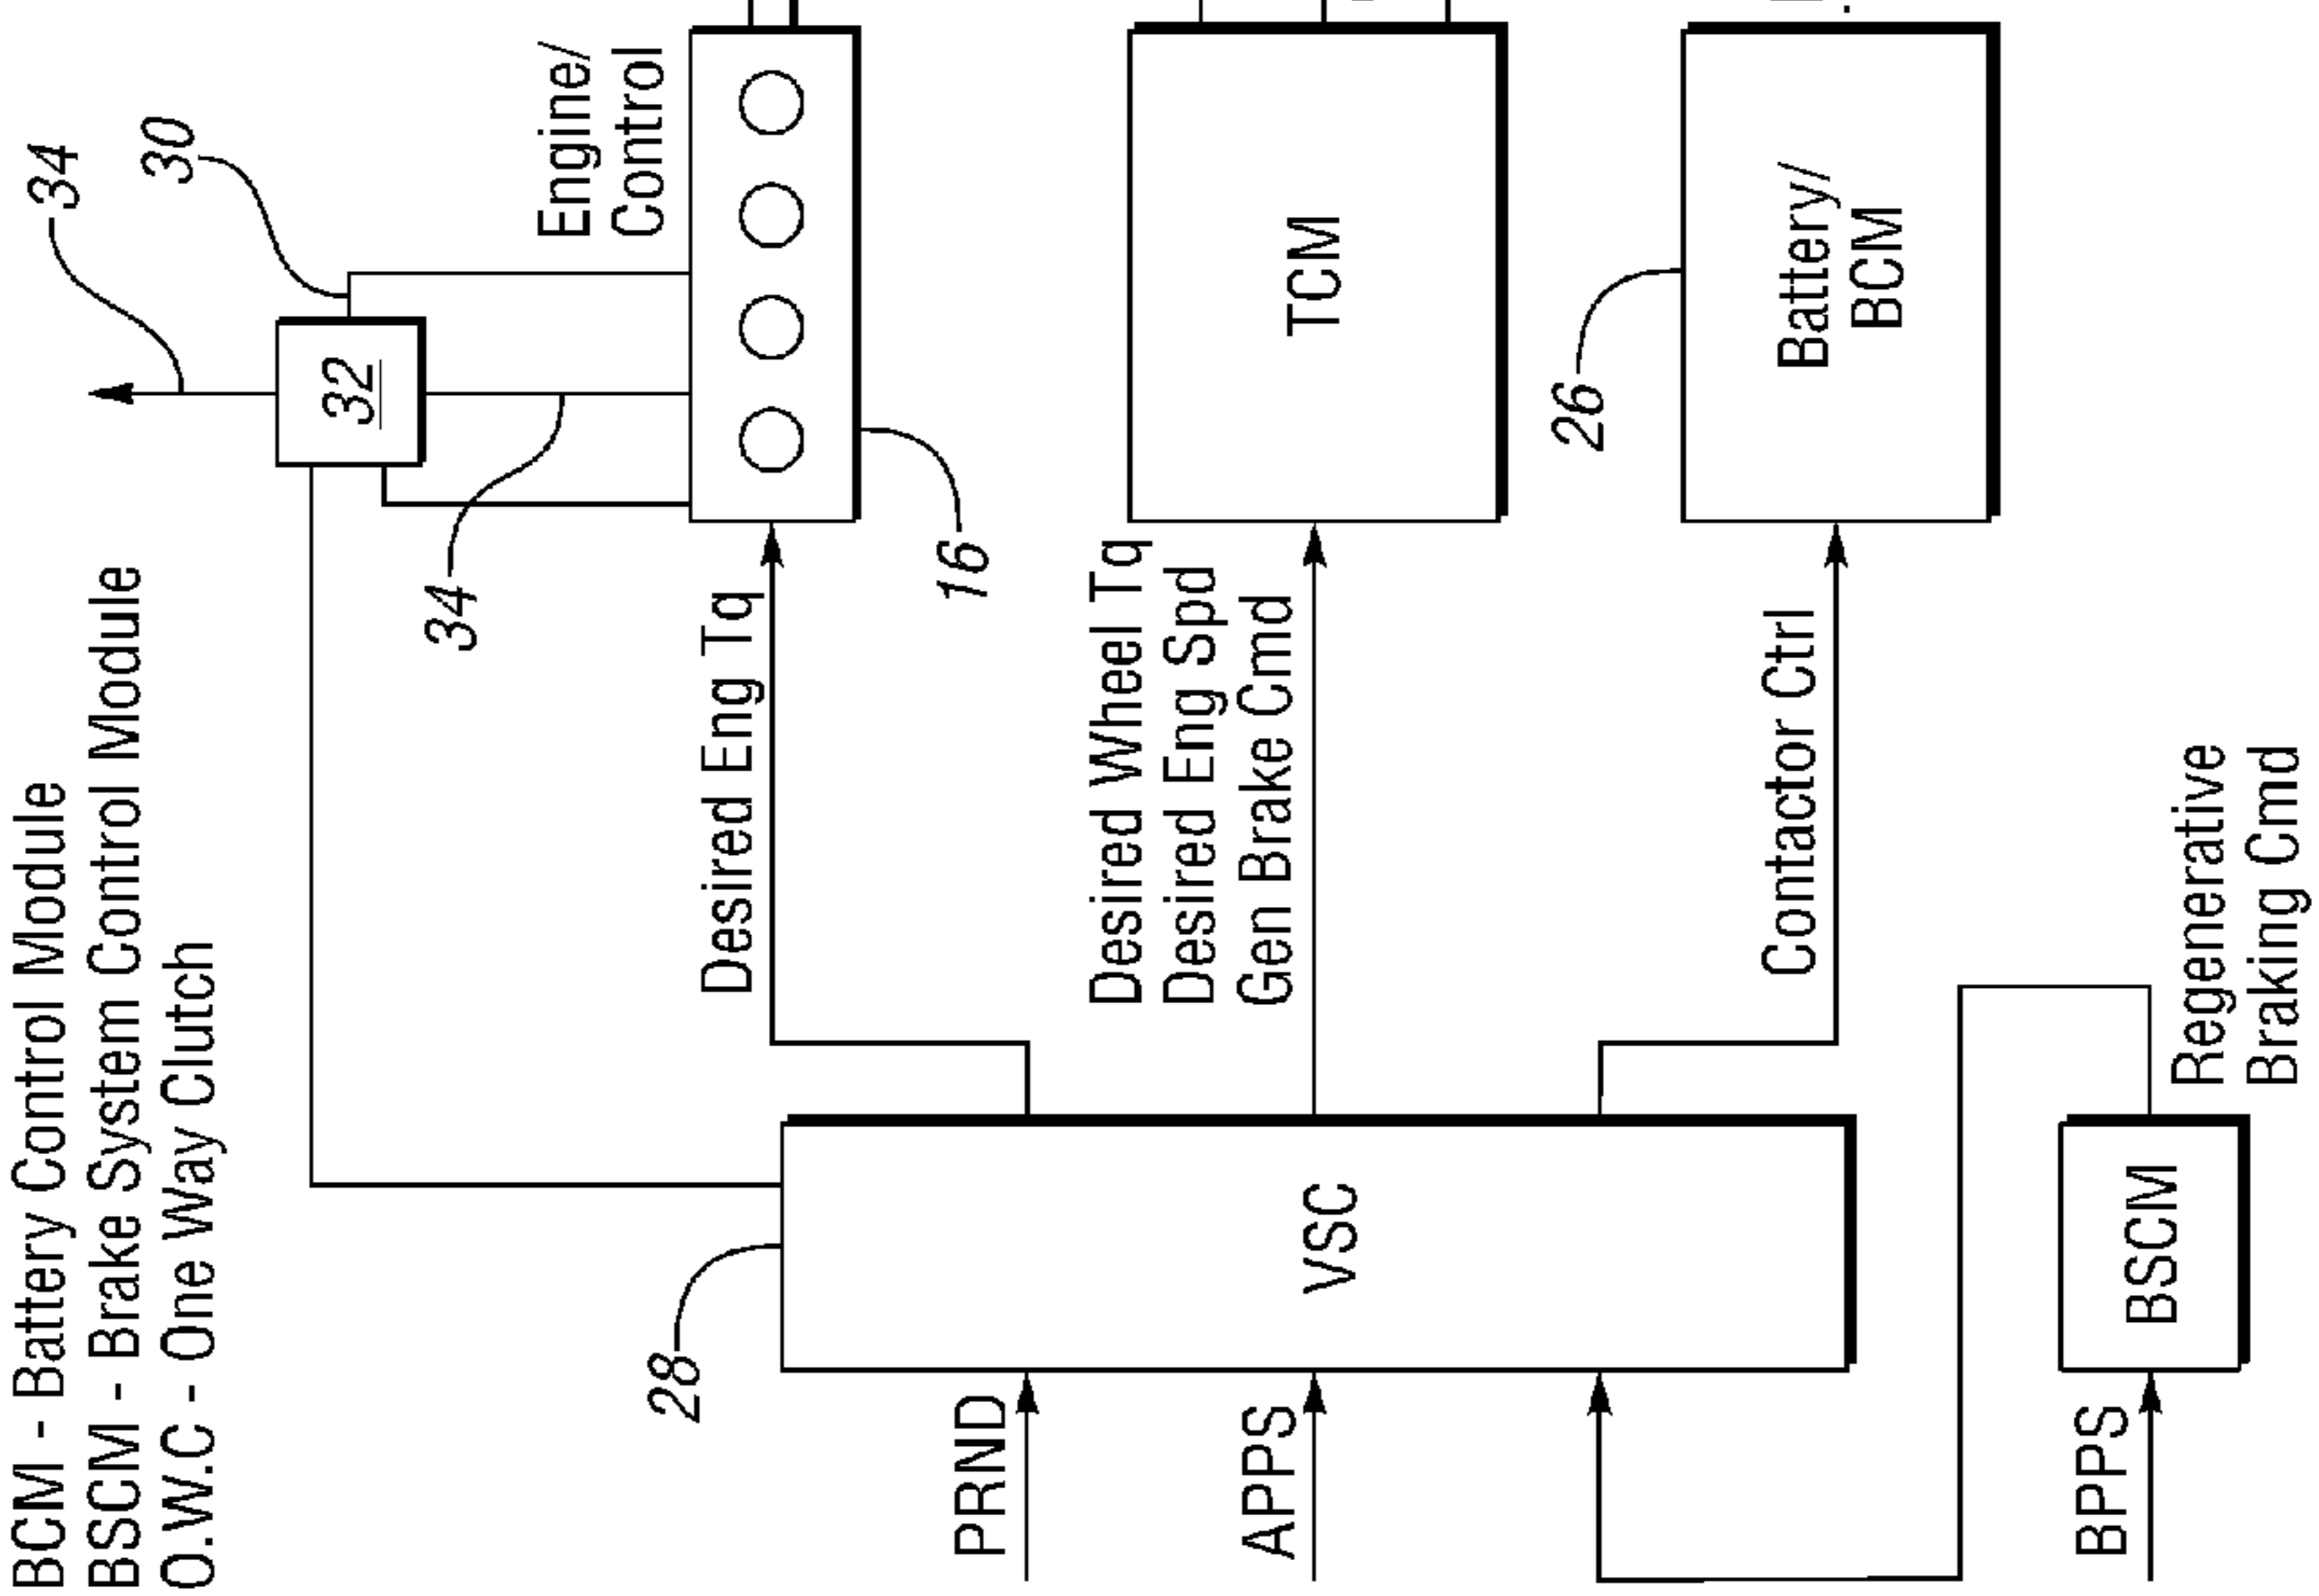 BCM - Battery Control Module
BSCM - Brake System Control Module
O.W.C - One Way Clutch
34
30
32
34
Engine/
Control
16
28
Desired Eng Tq
PRND
APPS
VSC
Desired Wheel Tq
Desired Eng Spd
Gen Brake Cmd
TCM
26
Contactor Ctrl
Battery/
BCM
BPPS
BSCM
Regenerative
Braking Cmd